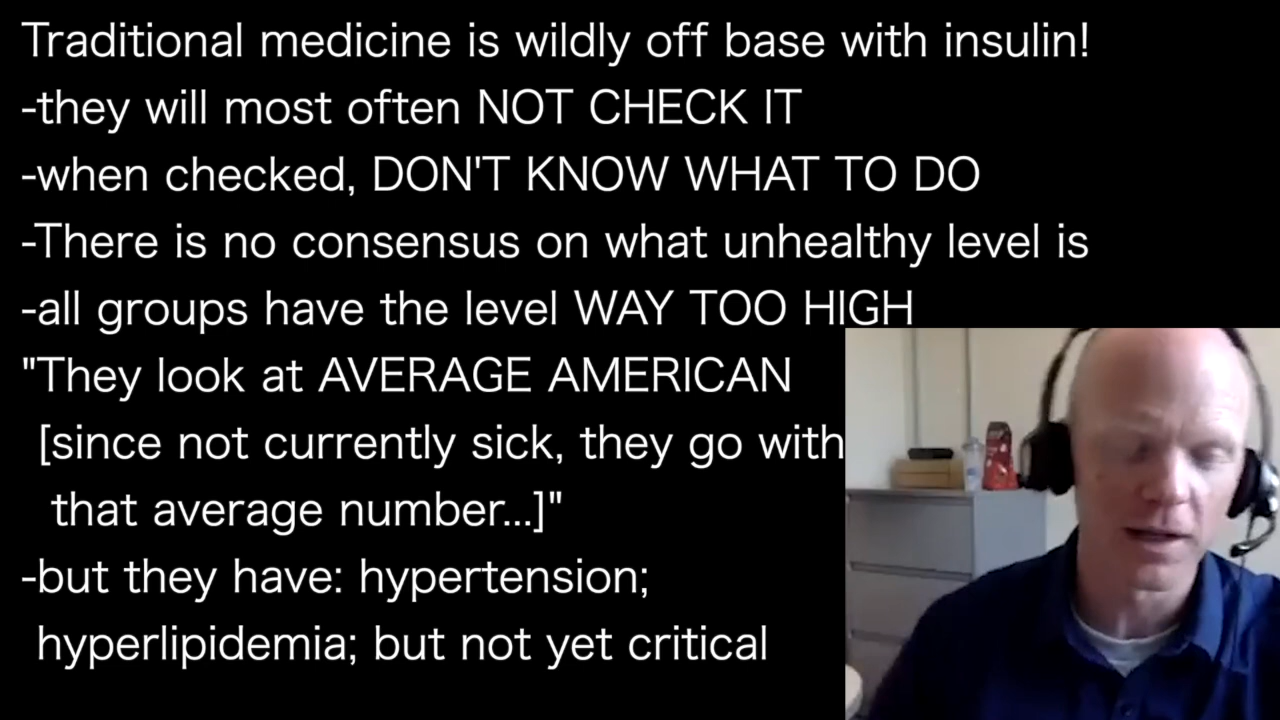 Traditional medicine is wildly off base with insulin!
-they will most often NOT CHECK IT
-when checked, DON'T KNOW WHAT TO DO
-There is no consensus on what unhealthy level is
-all groups have the level WAY TOO HIGH
"They look at AVERAGE AMERICAN
[since not currently sick, they go with
that average number...]"
-but they have: hypertension;
hyperlipidemia; but not yet critical